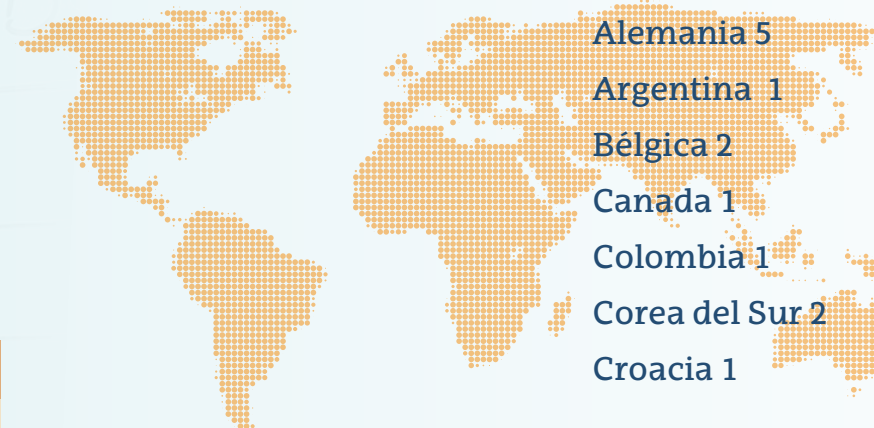 Alemania 5
Argentina 1
Bélgica 2
Canada 1
Colombia 1
Corea del Sur 2
Croacia 1